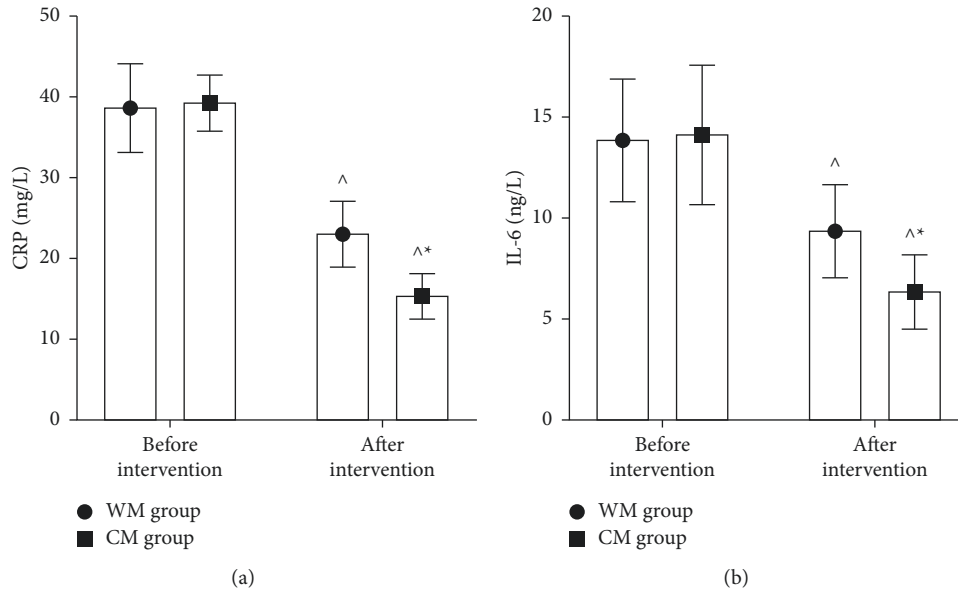 50
40
30
20
10
0
CRP (mg/L)
^
^*
Before
intervention
After
intervention
WM group
CM group
(a)
20
15
10
5
0
IL-6 (ng/L)
^
^*
Before
intervention
After
intervention
WM group
CM group
(b)